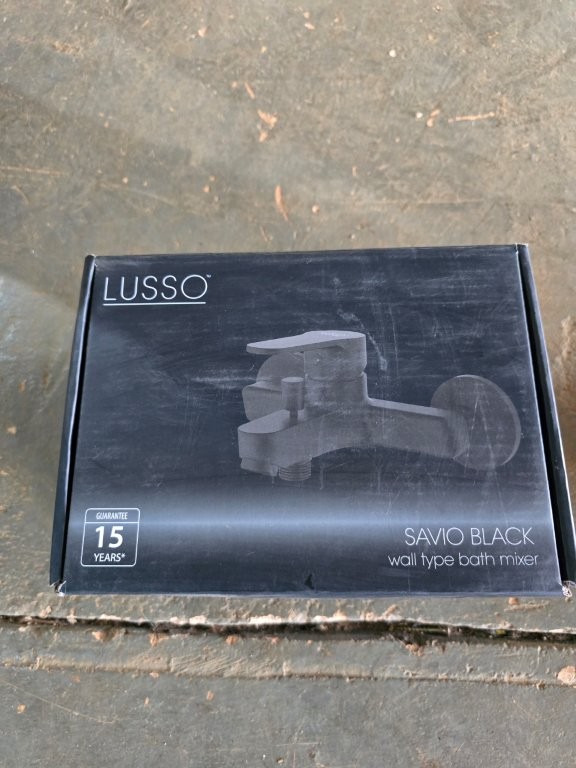 LUSSO™
GUARANTEE
15
YEARS*
SAVIO BLACK
wall type bath mixer